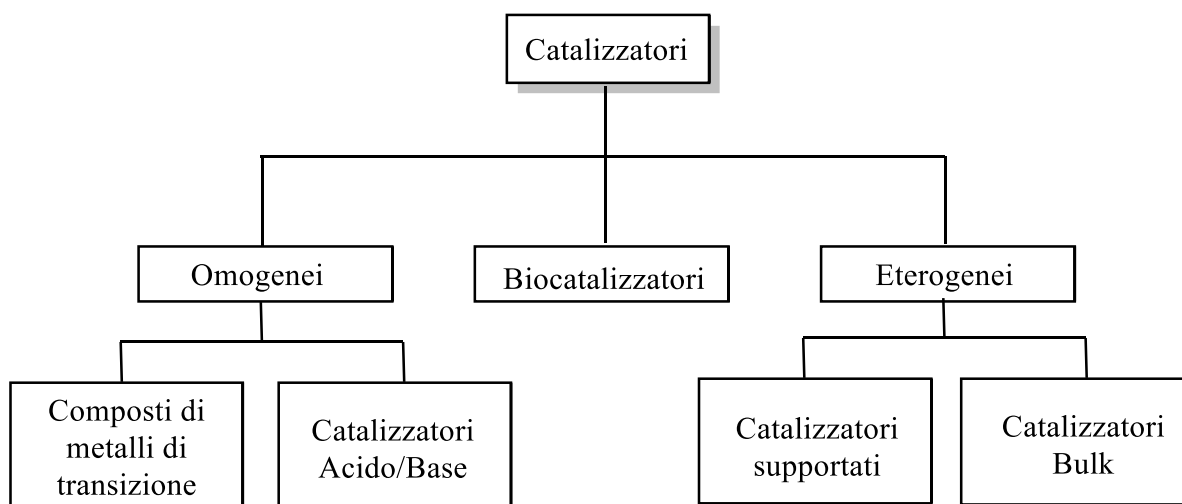 Catalizzatori
Omogenei
Biocatalizzatori
Eterogenei
Composti di
metalli di
transizione
Catalizzatori
Acido/Base
Catalizzatori
supportati
Catalizzatori
Bulk